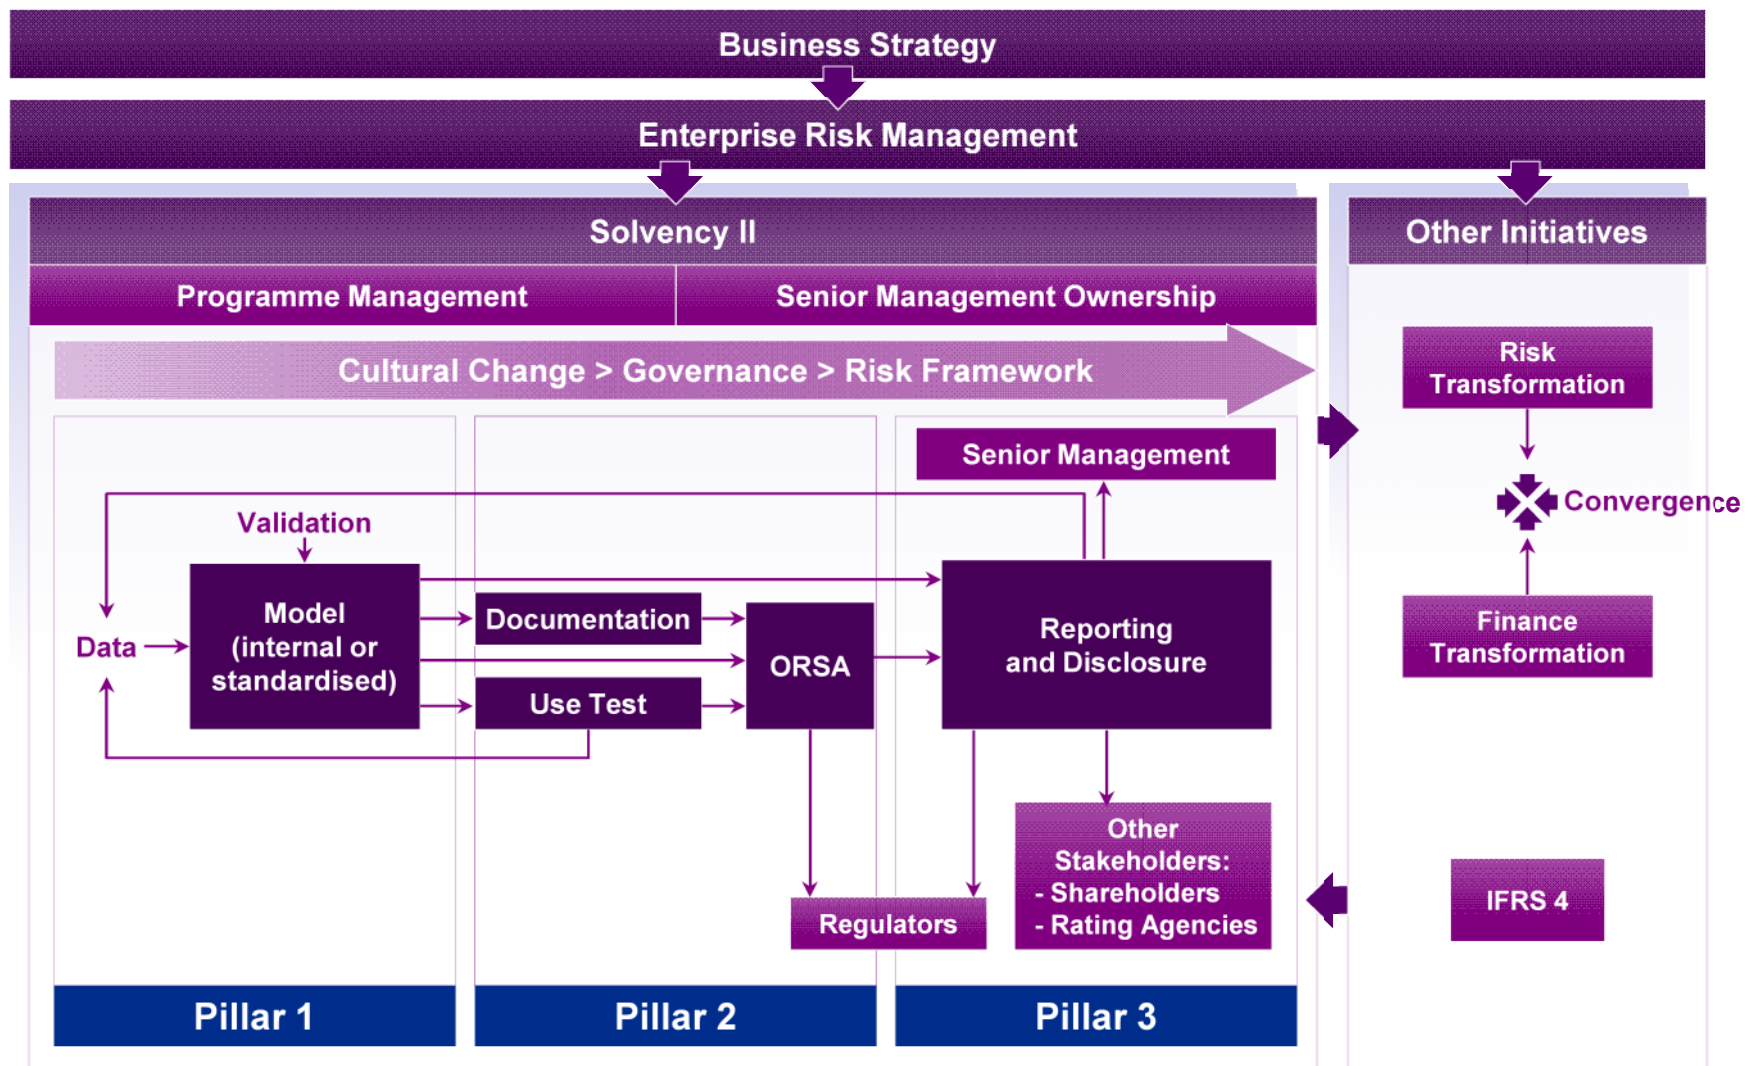 Business Strategy
Enterprise Risk Management
Solvency II
Other Initiatives
Programme Management
Senior Management Ownership
Cultural Change > Governance > Risk Framework
Risk
Transformation
Senior Management
Convergence
Validation
Data
Model
(internal or
standardised)
Documentation
Use Test
ORSA
Reporting
and Disclosure
Finance
Transformation
Other
Stakeholders:
- Shareholders
- Rating Agencies
Regulators
IFRS 4
Pillar 1
Pillar 2
Pillar 3